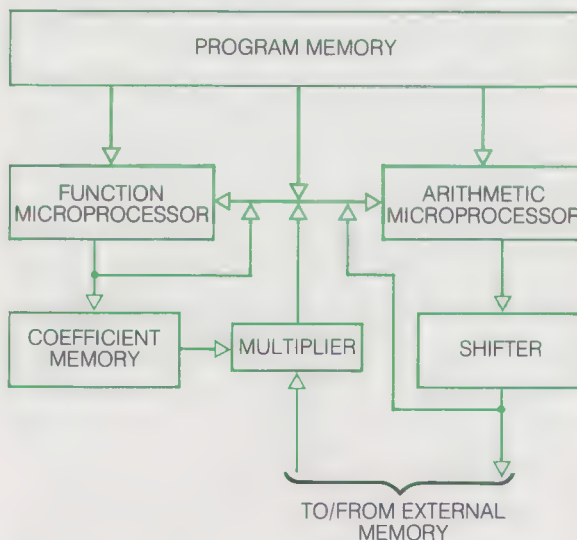 PROGRAM MEMORY
FUNCTION
MICROPROCESSOR
ARITHMETIC
MICROPROCESSOR
COEFFICIENT
MEMORY
MULTIPLIER
SHIFTER
TO/FROM EXTERNAL
MEMORY